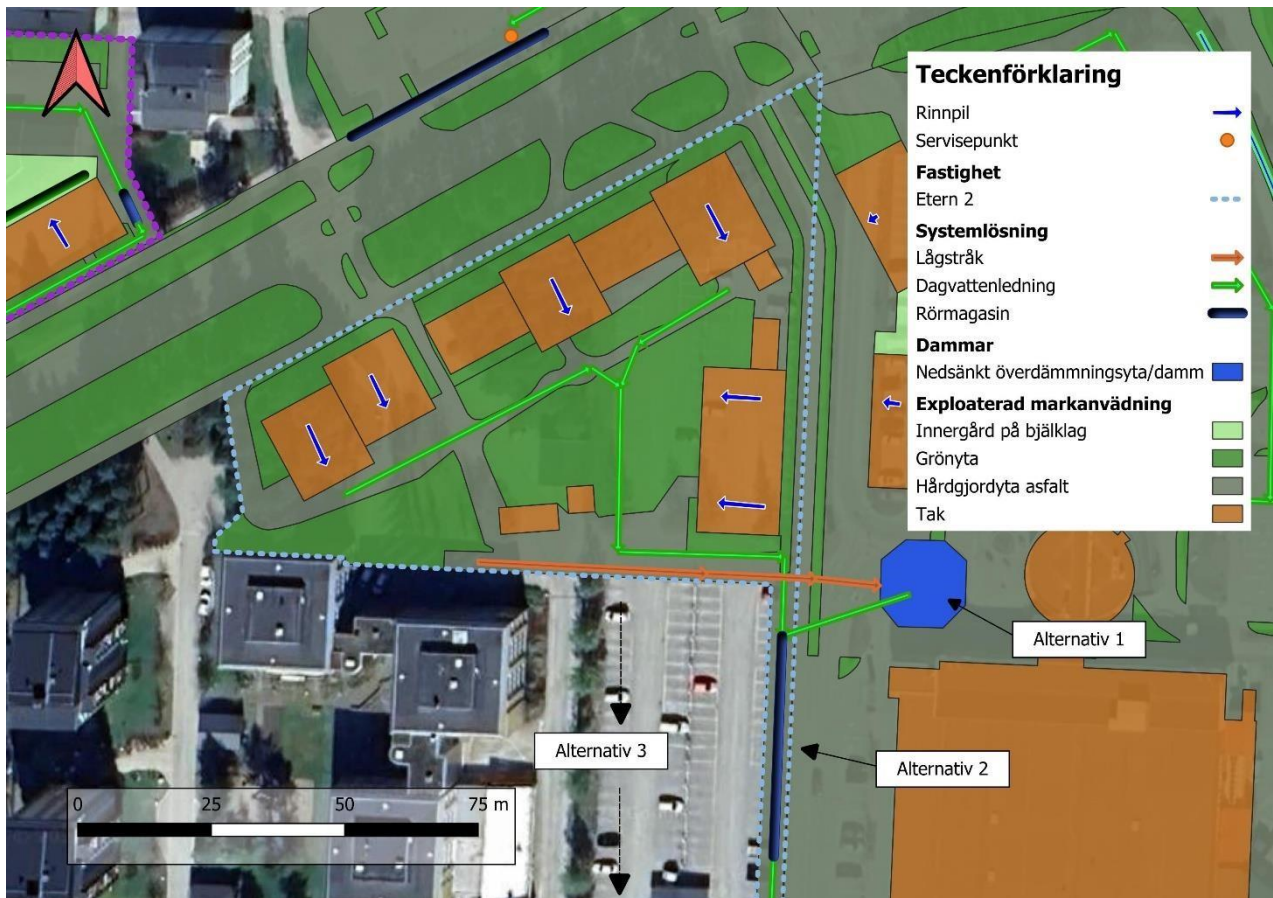 Teckenförklaring
Rinnpil
Servisepunkt
Fastighet
Etern 2
Systemlösning
Lågstråk
Dagvattenledning
Rörmagasin
Dammar
Nedsänkt överdämmningsyta/damm
Exploaterad markanvädning
Innergård på bjälklag
Grönyta
Hårdgjordyta asfalt
Tak
Alternativ 1
Alternativ 3
Alternativ 2
0 25 50 75 m